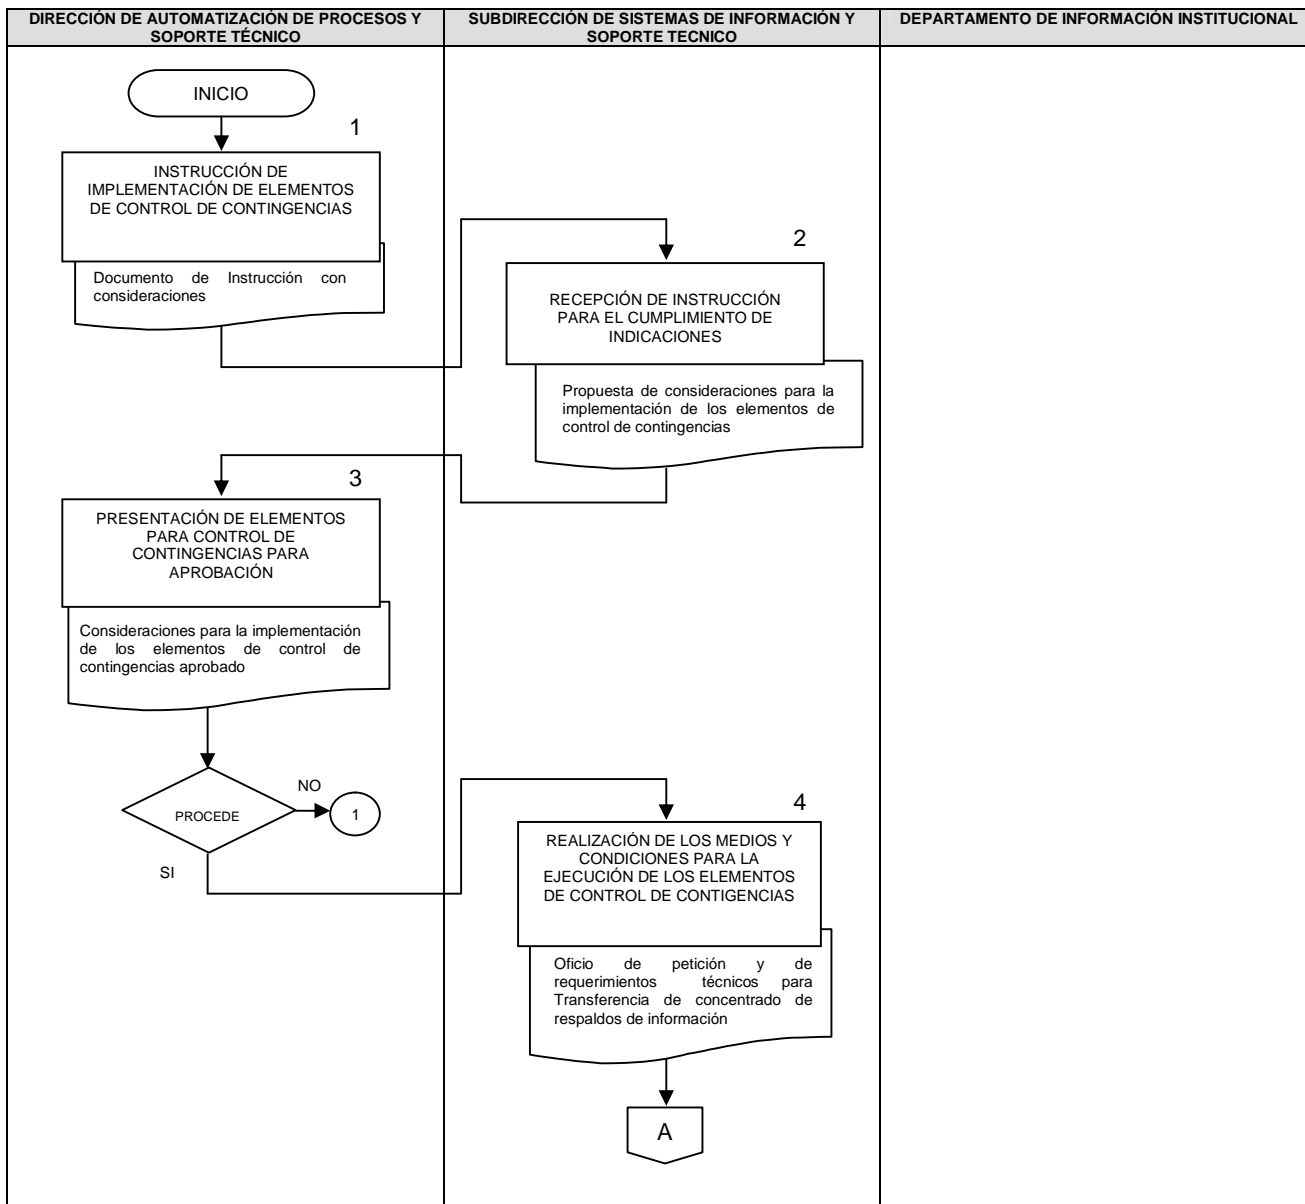 DIRECCIÓN DE AUTOMATIZACIÓN DE PROCESOS Y
SOPORTE TÉCNICO
SUBDIRECCIÓN DE SISTEMAS DE INFORMACIÓN Y
SOPORTE TECNICO
DEPARTAMENTO DE INFORMACIÓN INSTITUCIONAL
INICIO
1
INSTRUCCIÓN DE
IMPLEMENTACIÓN DE ELEMENTOS
DE CONTROL DE CONTINGENCIAS
Documento de Instrucción con
consideraciones
2
RECEPCIÓN DE INSTRUCCIÓN
PARA EL CUMPLIMIENTO DE
INDICACIONES
Propuesta de consideraciones para la
implementación de los elementos de
control de contingencias
3
PRESENTACIÓN DE ELEMENTOS
PARA CONTROL DE
CONTINGENCIAS PARA
APROBACIÓN
Consideraciones para la implementación
de los elementos de control de
contingencias aprobado
PROCEDE
NO
1
SI
4
REALIZACIÓN DE LOS MEDIOS Y
CONDICIONES PARA LA
EJECUCIÓN DE LOS ELEMENTOS
DE CONTROL DE CONTIGENCIAS
Oficio de petición y de
requerimientos técnicos para
Transferencia de concentrado de
respaldos de información
A